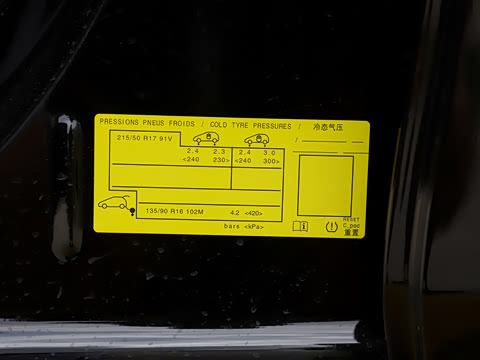 PRESSIONS PNEUS FROIDS / COLD TYRE PRESSURES / 冷态气压
215/50 R17 91V
2.4 2.3 2.4 3.0
<240 230> <240 300>
135/90 R16 102M 4.2 <420>
bars <kPa>
RESET
C_poc
重置